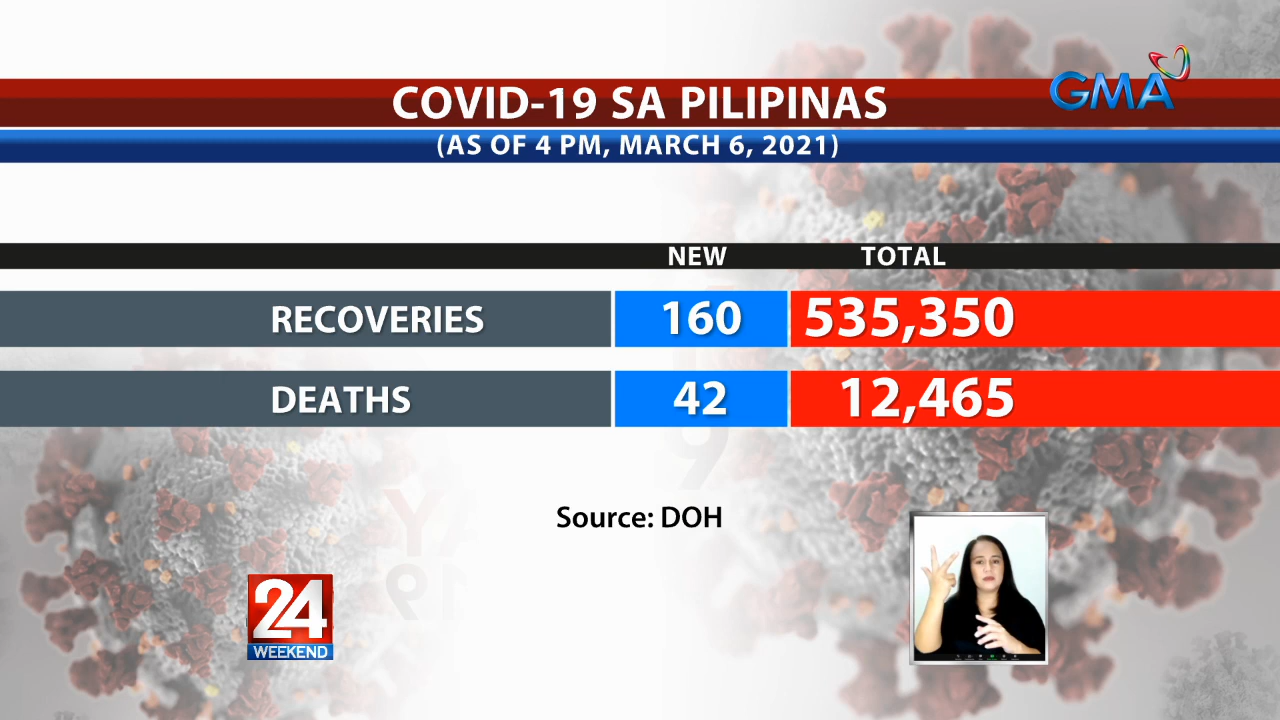 GMA
COVID-19 SA PILIPINAS
(AS OF 4 PM, MARCH 6, 2021)
NEW TOTAL
RECOVERIES 160 535,350
DEATHS 42 12,465
Source: DOH
24
WEEKEND